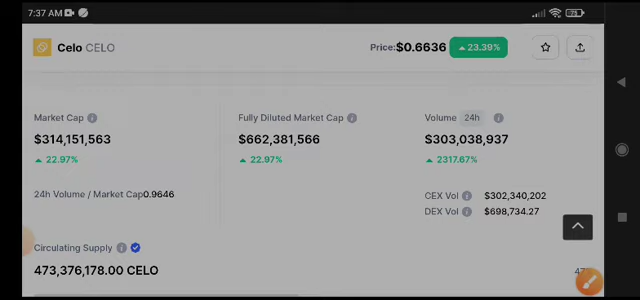 7:37 AM
73
Celo CELO
Price:$0.6636 ▲ 23.39%
Market Cap
$314,151,563
▲ 22.97%
24h Volume / Market Cap0.9646
Fully Diluted Market Cap
$662,381,566
▲ 22.97%
Volume 24h
$303,038,937
▲ 2317.67%
CEX Vol $302,340,202
DEX Vol $698,734.27
Circulating Supply
473,376,178.00 CELO